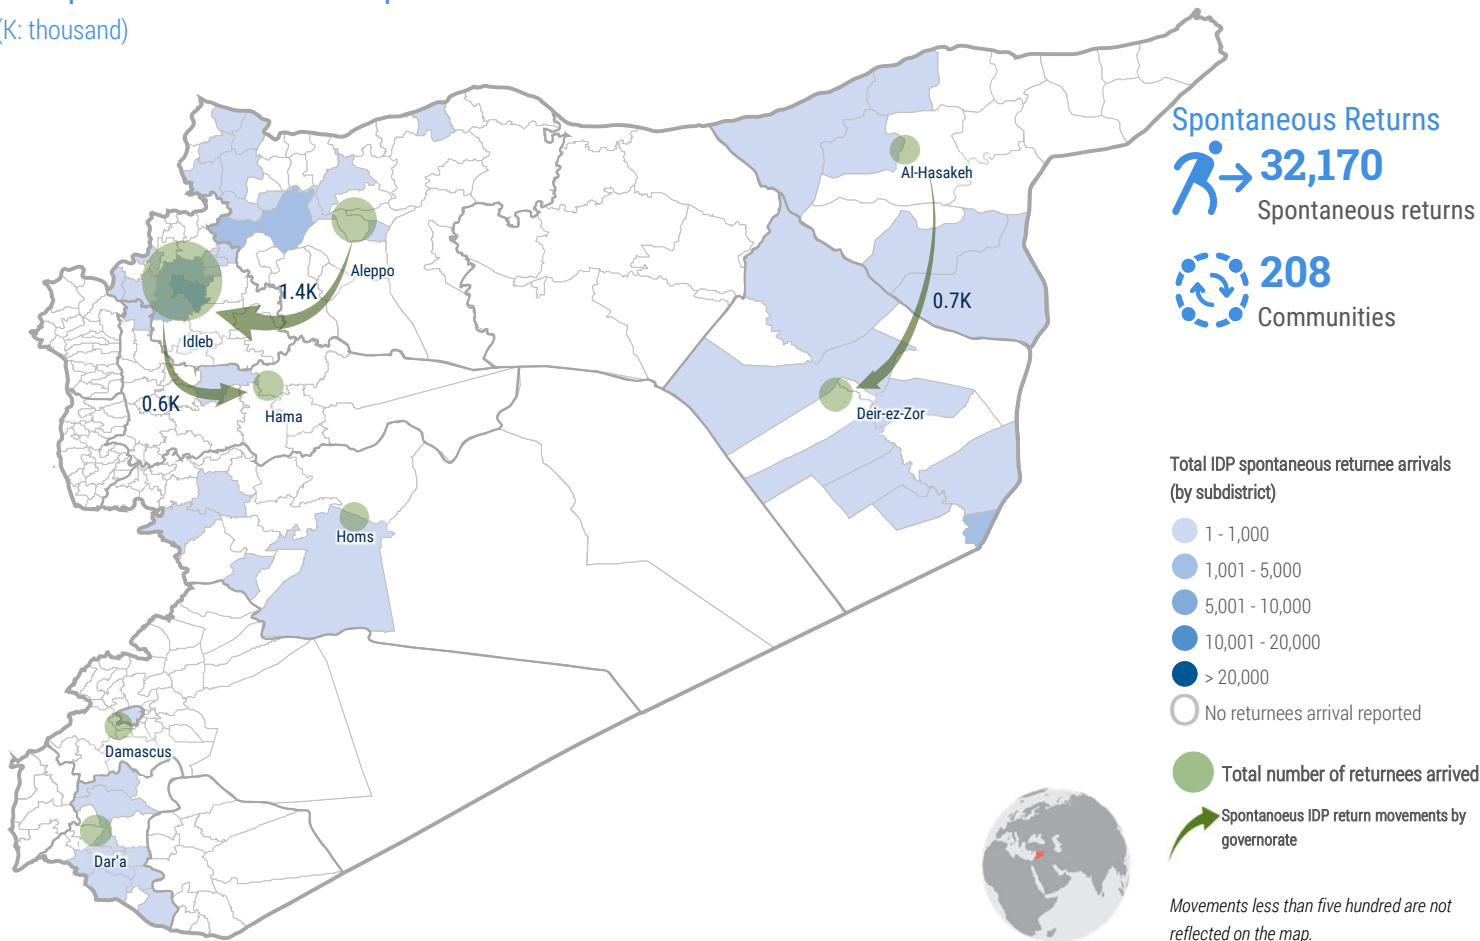 (K: thousand)
Spontaneous Returns
32,170
Spontaneous returns
208
Communities
Al-Hasakeh
Aleppo
1.4K
0.7K
Idleb
0.6K
Hama
Deir-ez-Zor
Homs
Damascus
Dar'a
Total IDP spontaneous returnee arrivals
(by subdistrict)
1 - 1,000
1,001 - 5,000
5,001 - 10,000
10,001 - 20,000
> 20,000
No returnees arrival reported
Total number of returnees arrived
Spontanoeus IDP return movements by
governorate
Movements less than five hundred are not
reflected on the map.